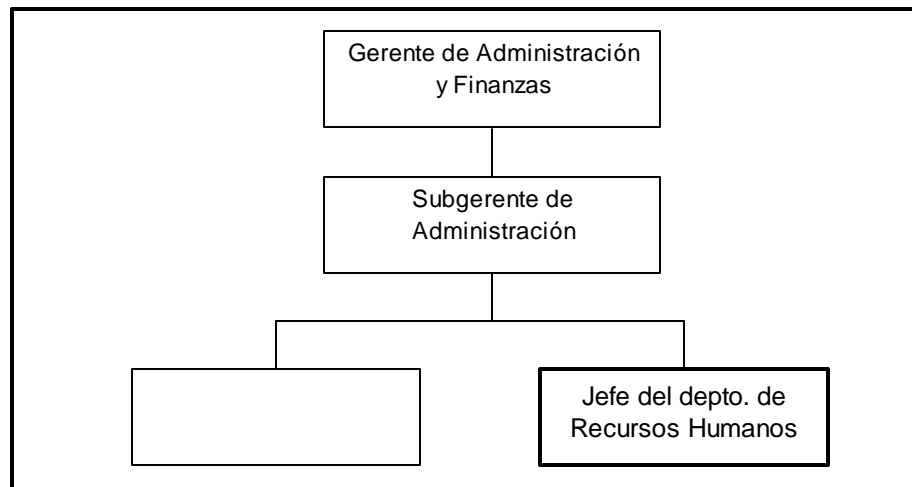 Gerente de Administración
y Finanzas
Subgerente de
Administración
Jefe del depto. de
Recursos Humanos